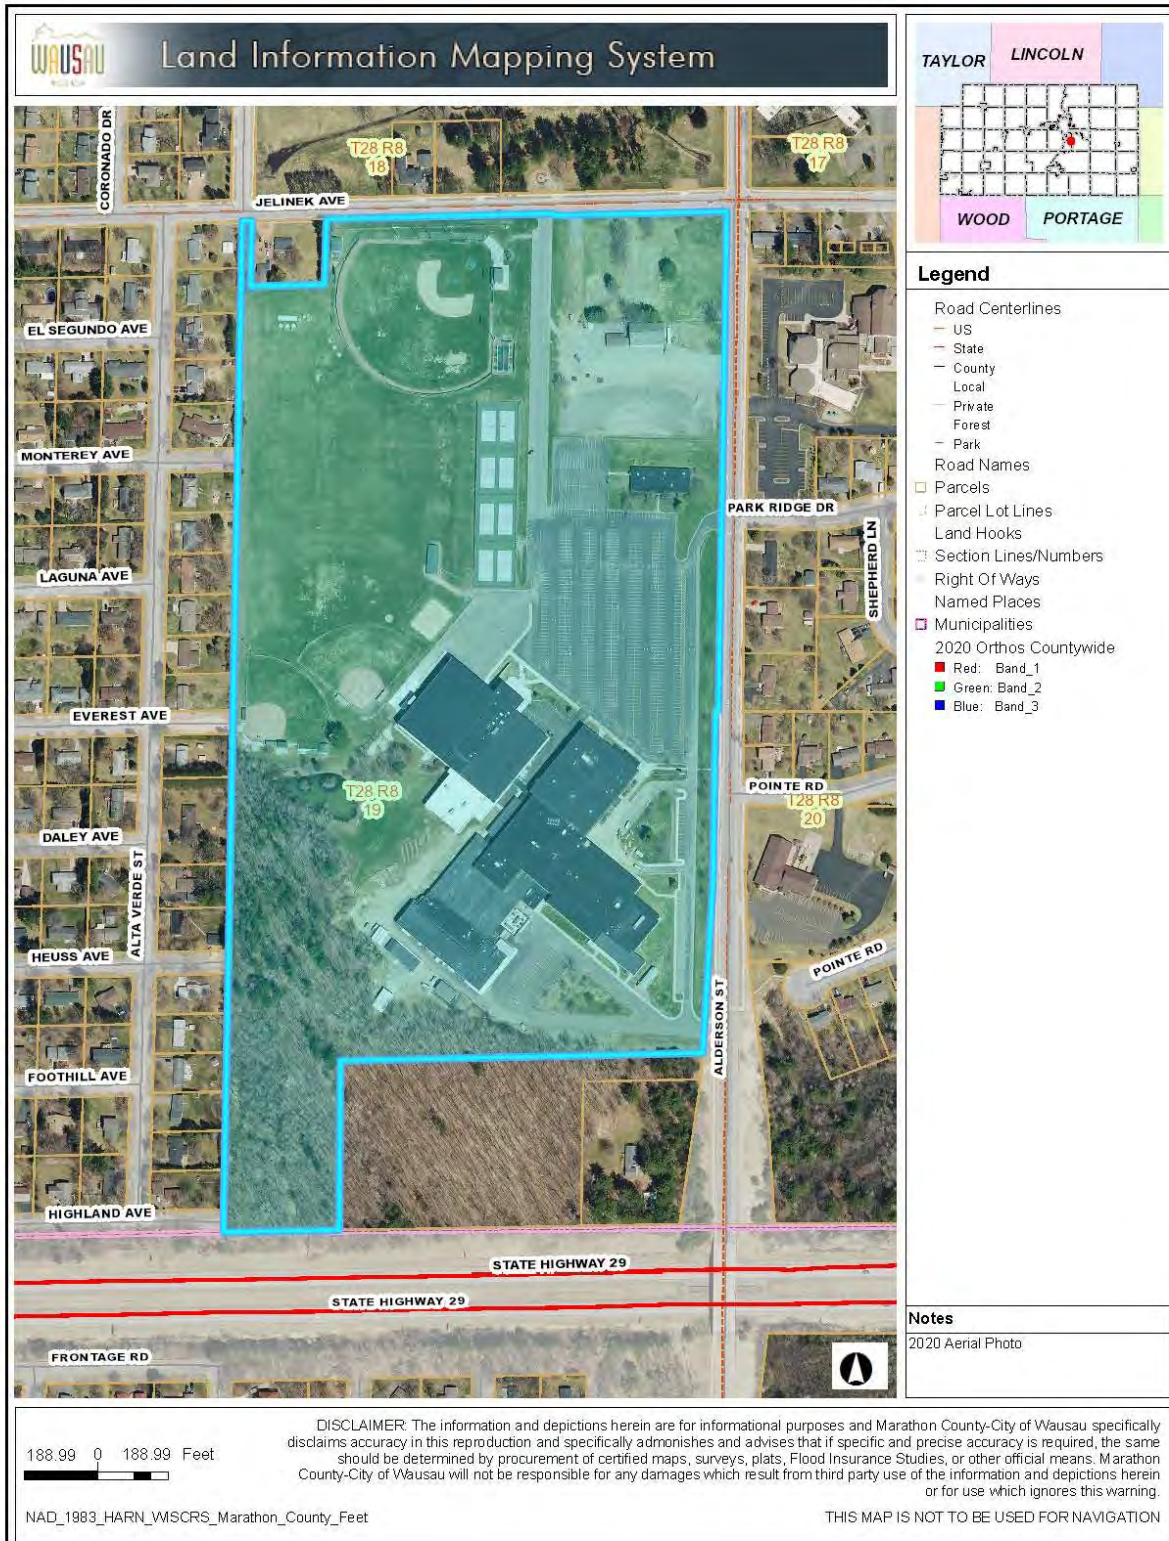 WAUSAU
Land Information Mapping System
TAYLOR
LINCOLN
WOOD
PORTAGE
CORONADO DR
T28 R8
18
T28 R8
17
JELINEK AVE
EL SEGUNDO AVE
MONTEREY AVE
PARK RIDGE DR
SHEPHERD LN
LAGUNA AVE
EVEREST AVE
T28 R8
19
POINTE RD
T28 R8
20
DALEY AVE
ALTA VERDE ST
HEUSS AVE
POINTE RD
ALDERSON ST
FOOTHILL AVE
HIGHLAND AVE
STATE HIGHWAY 29
STATE HIGHWAY 29
FRONTAGE RD
Legend
Road Centerlines
US
State
County
Local
Private
Forest
Park
Road Names
Parcels
Parcel Lot Lines
Land Hooks
Section Lines/Numbers
Right Of Ways
Named Places
Municipalities
2020 Orthos Countywide
Red: Band_1
Green: Band_2
Blue: Band_3
Notes
2020 Aerial Photo
188.99 0 188.99 Feet
NAD_1983_HARN_WISCRS_Marathon_County_Feet
DISCLAIMER: The information and depictions herein are for informational purposes and Marathon County-City of Wausau specifically
disclaims accuracy in this reproduction and specifically admonishes and advises that if specific and precise accuracy is required, the same
should be determined by procurement of certified maps, surveys, plats, Flood Insurance Studies, or other official means. Marathon
County-City of Wausau will not be responsible for any damages which result from third party use of the information and depictions herein
or for use which ignores this warning.
THIS MAP IS NOT TO BE USED FOR NAVIGATION